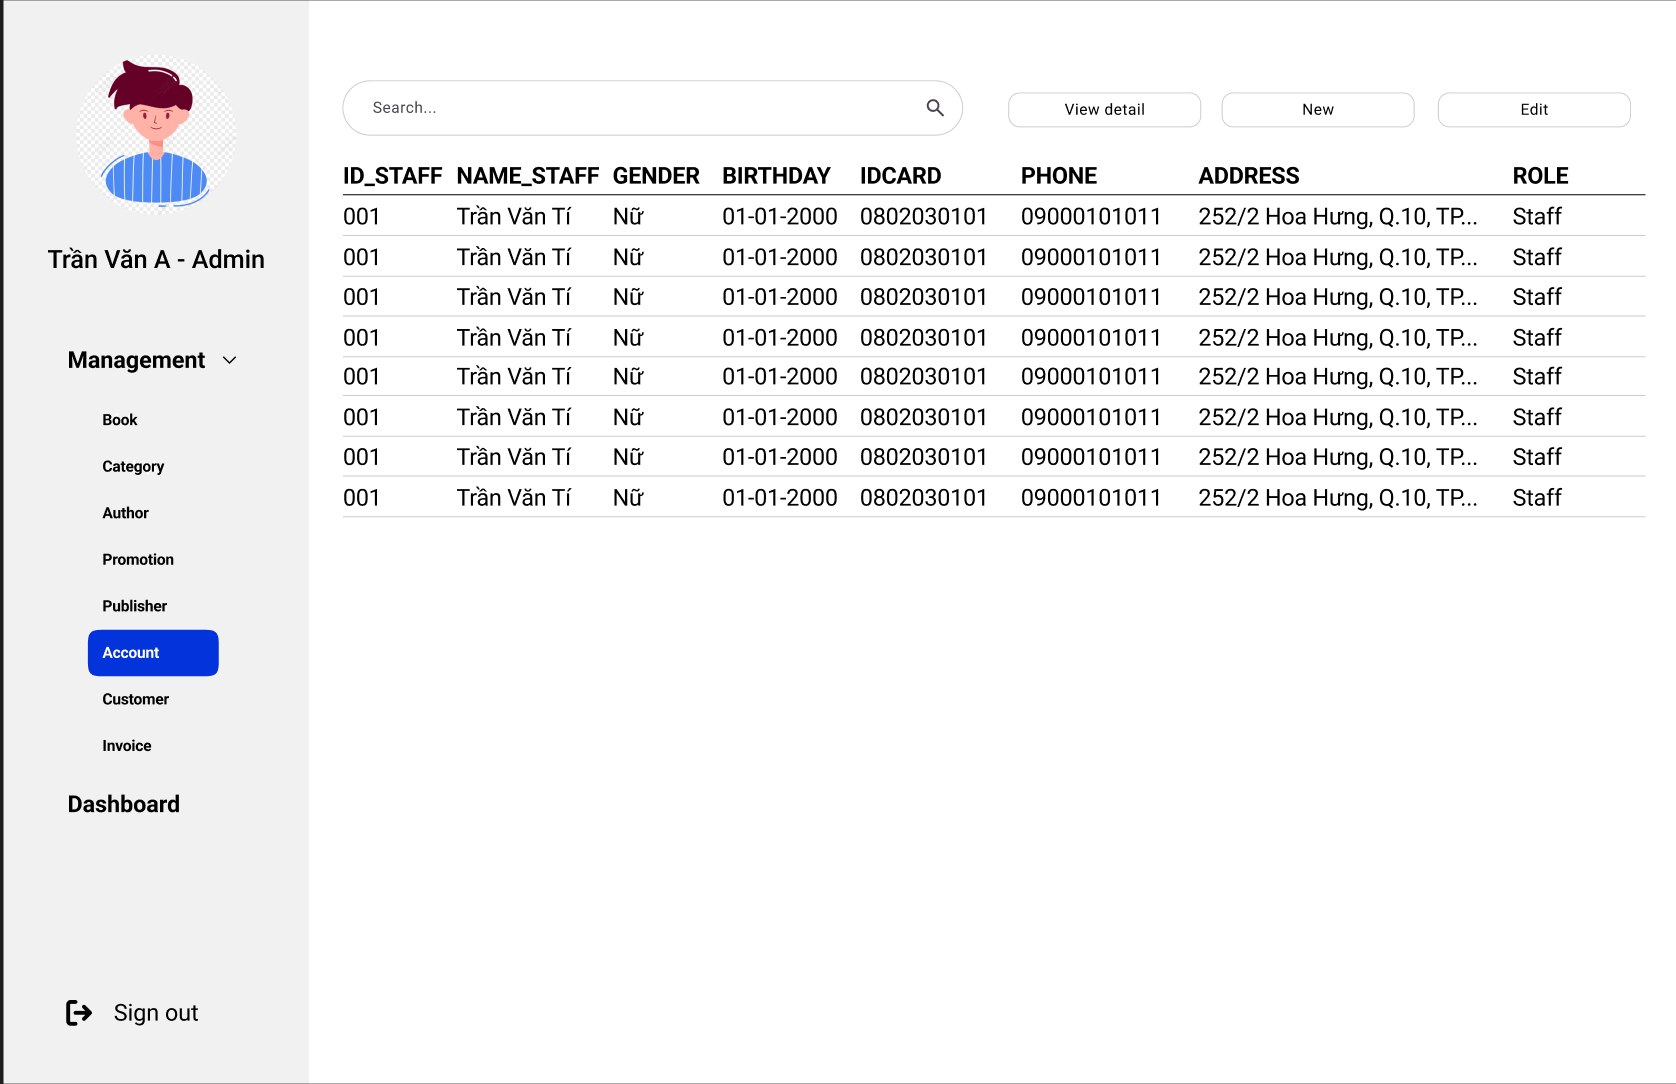 Trần Văn A - Admin
Management
Book
Category
Author
Promotion
Publisher
Account
Customer
Invoice
Dashboard
Sign out
Search...
View detail New Edit
ID_STAFF NAME_STAFF GENDER BIRTHDAY IDCARD PHONE ADDRESS ROLE
001 Trần Văn Tí Nữ 01-01-2000 0802030101 09000101011 252/2 Hoa Hưng, Q.10, TP... Staff
001 Trần Văn Tí Nữ 01-01-2000 0802030101 09000101011 252/2 Hoa Hưng, Q.10, TP... Staff
001 Trần Văn Tí Nữ 01-01-2000 0802030101 09000101011 252/2 Hoa Hưng, Q.10, TP... Staff
001 Trần Văn Tí Nữ 01-01-2000 0802030101 09000101011 252/2 Hoa Hưng, Q.10, TP... Staff
001 Trần Văn Tí Nữ 01-01-2000 0802030101 09000101011 252/2 Hoa Hưng, Q.10, TP... Staff
001 Trần Văn Tí Nữ 01-01-2000 0802030101 09000101011 252/2 Hoa Hưng, Q.10, TP... Staff
001 Trần Văn Tí Nữ 01-01-2000 0802030101 09000101011 252/2 Hoa Hưng, Q.10, TP... Staff
001 Trần Văn Tí Nữ 01-01-2000 0802030101 09000101011 252/2 Hoa Hưng, Q.10, TP... Staff